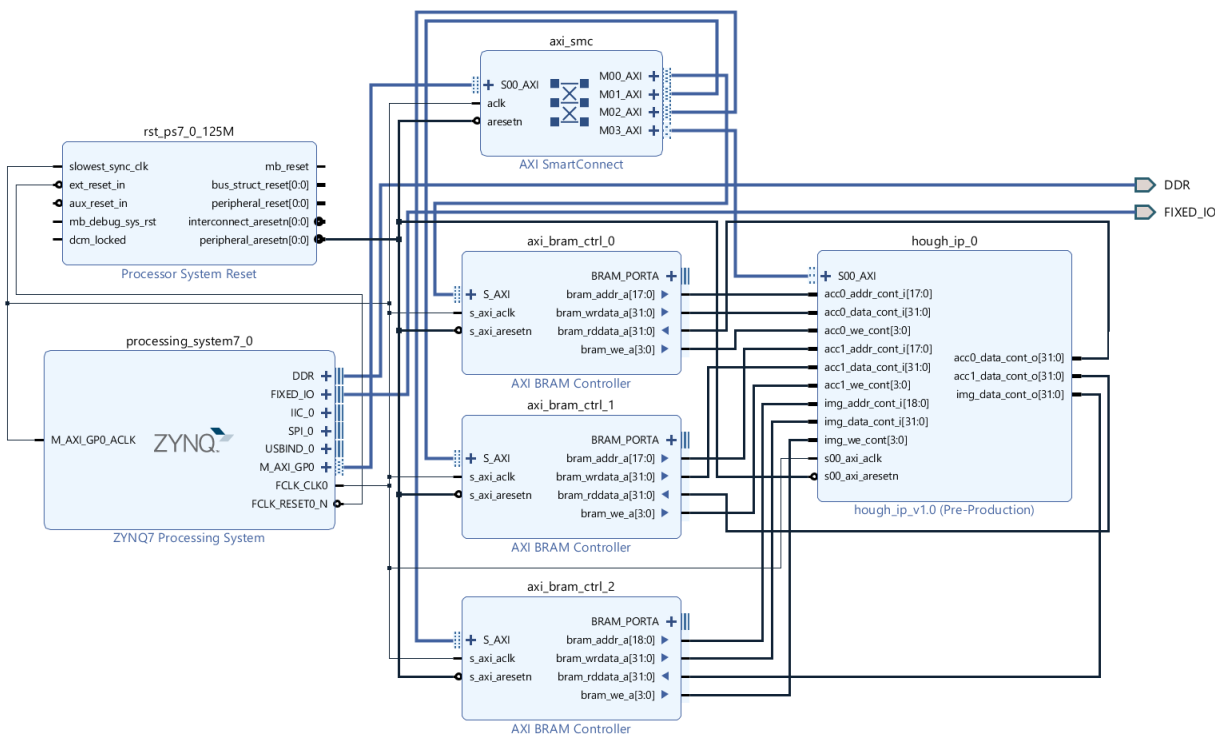 axi_smc
S00_AXI
aclk
aresetn
M00_AXI
M01_AXI
M02_AXI
M03_AXI
AXI SmartConnect
rst_ps7_0_125M
slowest_sync_clk
ext_reset_in
aux_reset_in
mb_debug_sys_rst
dcm_locked
mb_reset
bus_struct_reset[0:0]
peripheral_reset[0:0]
interconnect_aresetn[0:0]
peripheral_aresetn[0:0]
Processor System Reset
DDR
FIXED_IO
axi_bram_ctrl_0
S_AXI
s_axi_aclk
s_axi_aresetn
BRAM_PORTA
bram_addr_a[17:0]
bram_wrdata_a[31:0]
bram_rddata_a[31:0]
bram_we_a[3:0]
AXI BRAM Controller
hough_ip_0
S00_AXI
acc0_addr_cont_i[17:0]
acc0_data_cont_i[31:0]
acc0_we_cont[3:0]
acc1_addr_cont_i[17:0]
acc1_data_cont_i[31:0]
acc1_we_cont[3:0]
img_addr_cont_i[18:0]
img_data_cont_i[31:0]
img_we_cont[3:0]
s00_axi_aclk
s00_axi_aresetn
acc0_data_cont_o[31:0]
acc1_data_cont_o[31:0]
img_data_cont_o[31:0]
hough_ip_v1.0 (Pre-Production)
processing_system7_0
M_AXI_GP0_ACLK
ZYNQ
DDR
FIXED_IO
IIC_0
SPI_0
USBIND_0
M_AXI_GP0
FCLK_CLK0
FCLK_RESET0_N
ZYNQ7 Processing System
axi_bram_ctrl_1
S_AXI
s_axi_aclk
s_axi_aresetn
BRAM_PORTA
bram_addr_a[17:0]
bram_wrdata_a[31:0]
bram_rddata_a[31:0]
bram_we_a[3:0]
AXI BRAM Controller
axi_bram_ctrl_2
S_AXI
s_axi_aclk
s_axi_aresetn
BRAM_PORTA
bram_addr_a[18:0]
bram_wrdata_a[31:0]
bram_rddata_a[31:0]
bram_we_a[3:0]
AXI BRAM Controller